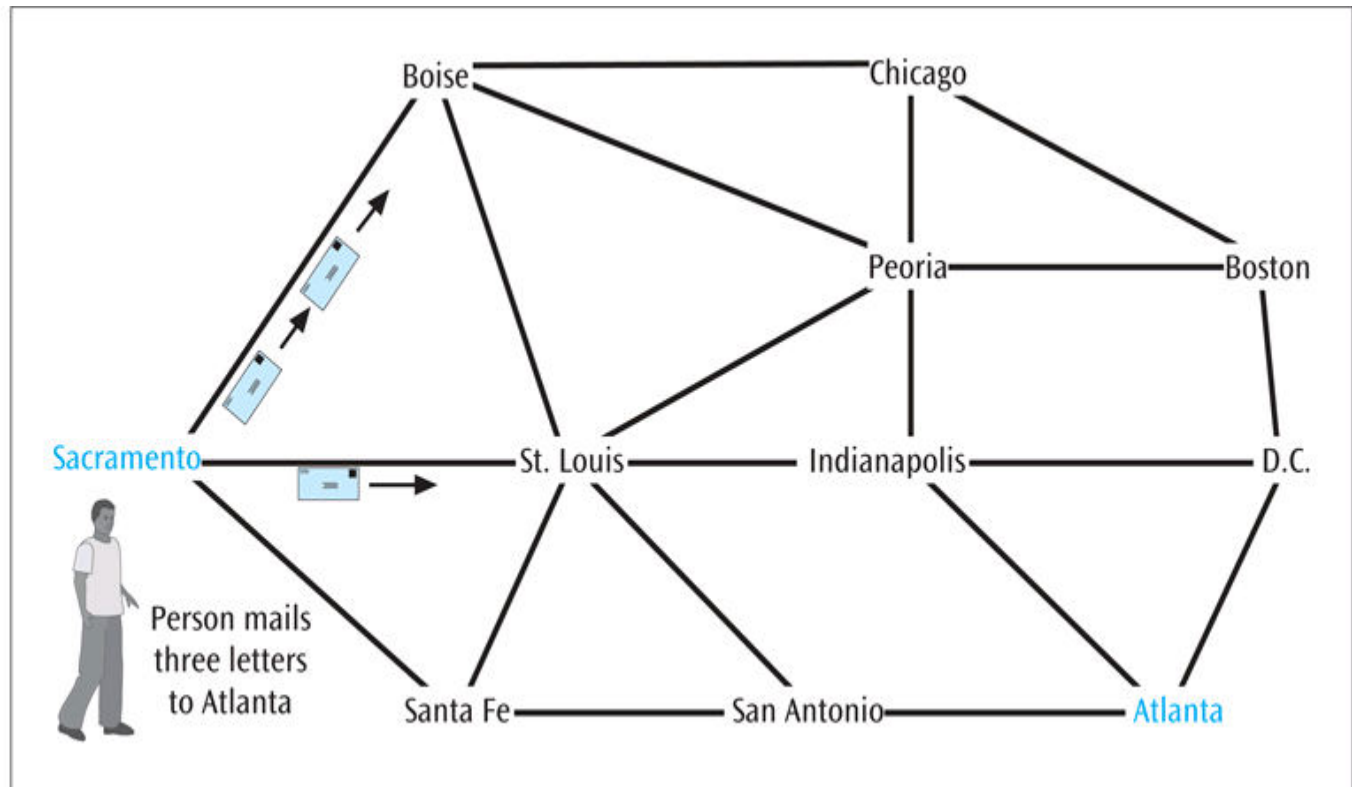 Boise
Chicago
Peoria
Boston
Sacramento
St. Louis
Indianapolis
D.C.
Person mails
three letters
to Atlanta
Santa Fe
San Antonio
Atlanta